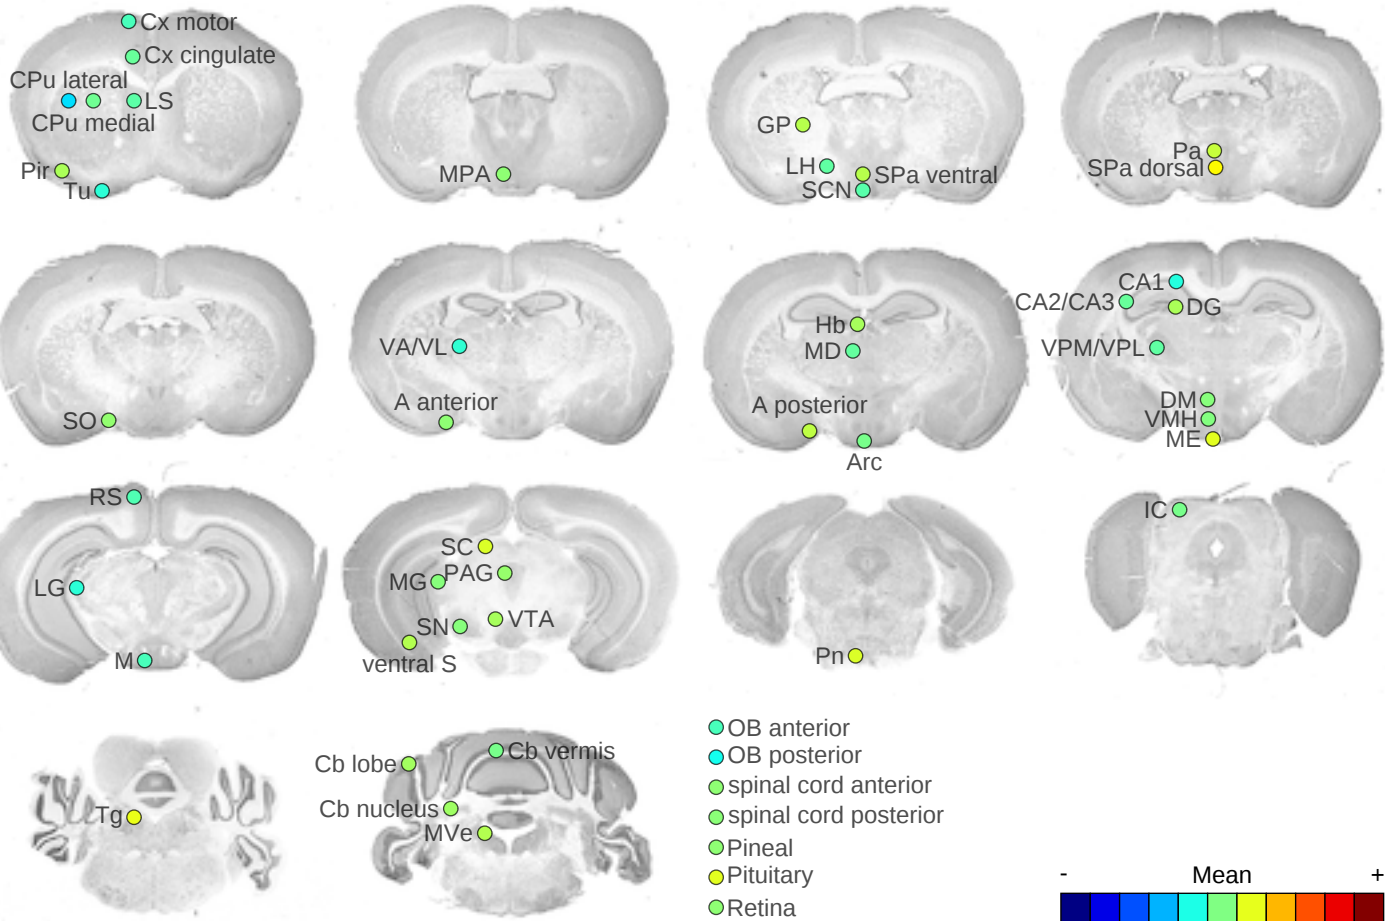 Cx motor
Cx cingulate
CPu lateral
LS
CPu medial
Pir
Tu
MPA
GP
LH
SPa ventral
SCN
Pa
SPa dorsal
SO
VA/VL
A anterior
Hb
MD
A posterior
Arc
CA1
CA2/CA3
DG
VPM/VPL
DM
VMH
ME
RS
LG
M
SC
PAG
MG
VTA
SN
ventral S
Pn
IC
Tg
Cb vermis
Cb lobe
Cb nucleus
MVe
OB anterior
OB posterior
spinal cord anterior
spinal cord posterior
Pineal
Pituitary
Retina
- Mean +